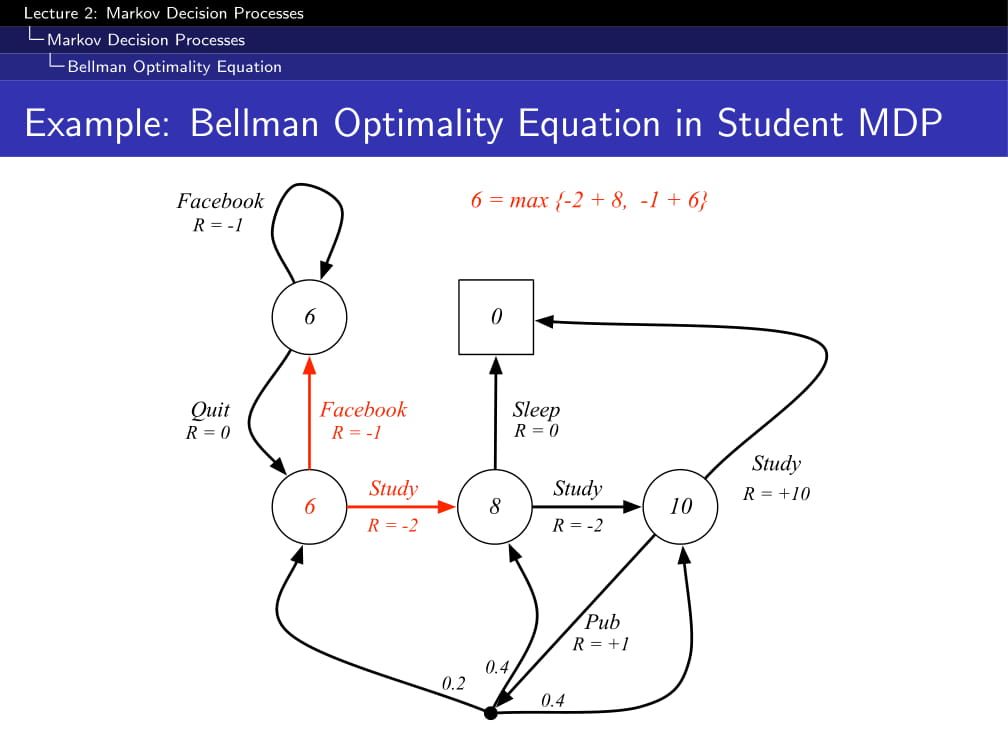 Lecture 2: Markov Decision Processes
Markov Decision Processes
Bellman Optimality Equation
Example: Bellman Optimality Equation in Student MDP
Facebook
R = -1
6 = max {-2 + 8, -1 + 6}
6
0
Quit
R = 0
Facebook
R = -1
Sleep
R = 0
Study
R = +10
6
Study
R = -2
8
Study
R = -2
10
Pub
R = +1
0.4
0.2
0.4